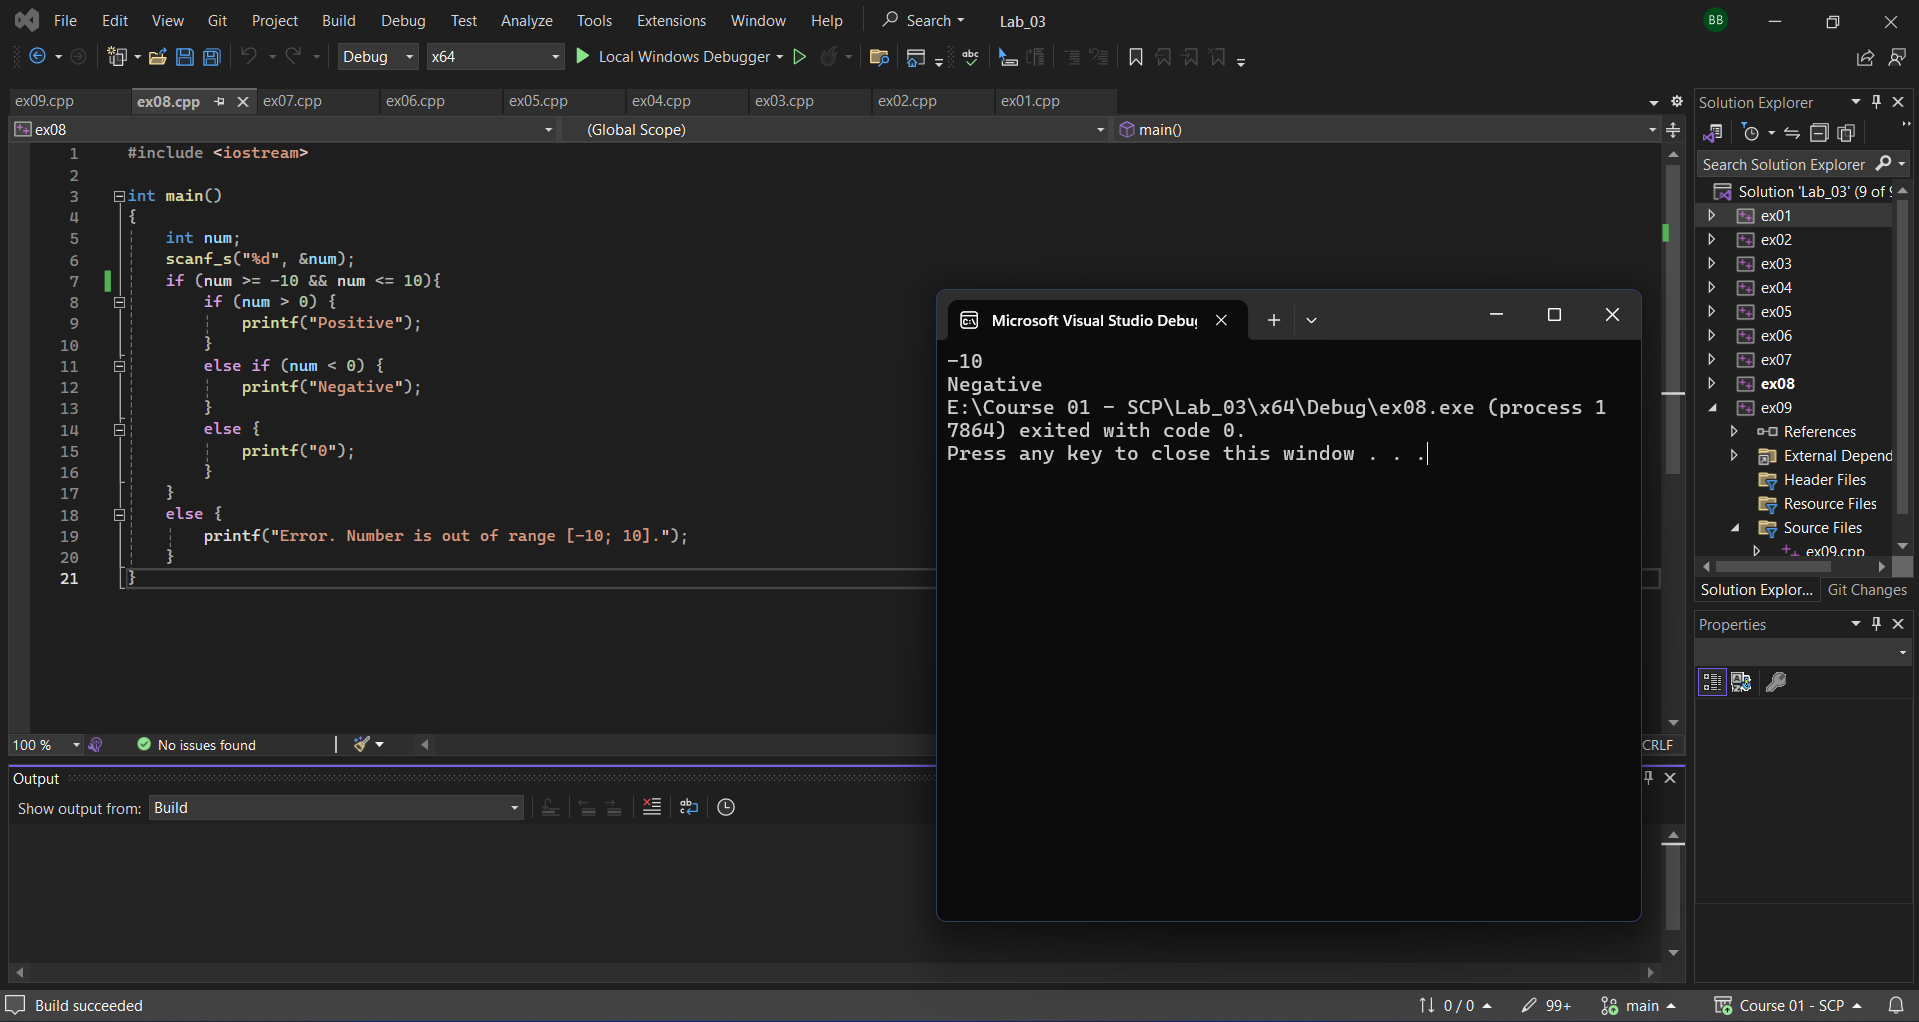 File Edit View Git Project Build Debug Test Analyze Tools Extensions Window Help Search Lab_03 BB
Debug x64 Local Windows Debugger
ex09.cpp ex08.cpp ex07.cpp ex06.cpp ex05.cpp ex04.cpp ex03.cpp ex02.cpp ex01.cpp
ex08 (Global Scope) main()
1 #include <iostream>
2
3 int main()
4 {
5 int num;
6 scanf_s("%d", &num);
7 if (num >= -10 && num <= 10){
8 if (num > 0) {
9 printf("Positive");
10 }
11 else if (num < 0) {
12 printf("Negative");
13 }
14 else {
15 printf("0");
16 }
17 }
18 else {
19 printf("Error. Number is out of range [-10; 10].");
20 }
21 }
100 % No issues found CRLF
Output
Show output from: Build
Microsoft Visual Studio Debu
-10
Negative
E:\Course 01 - SCP\Lab_03\x64\Debug\ex08.exe (process 1
7864) exited with code 0.
Press any key to close this window . . .
Solution Explorer
Search Solution Explorer
Solution 'Lab_03' (9 of
ex01
ex02
ex03
ex04
ex05
ex06
ex07
ex08
ex09
References
External Depend
Header Files
Resource Files
Source Files
ex09.cpp
Solution Explor... Git Changes
Properties
Build succeeded 0 / 0 99+ main Course 01 - SCP